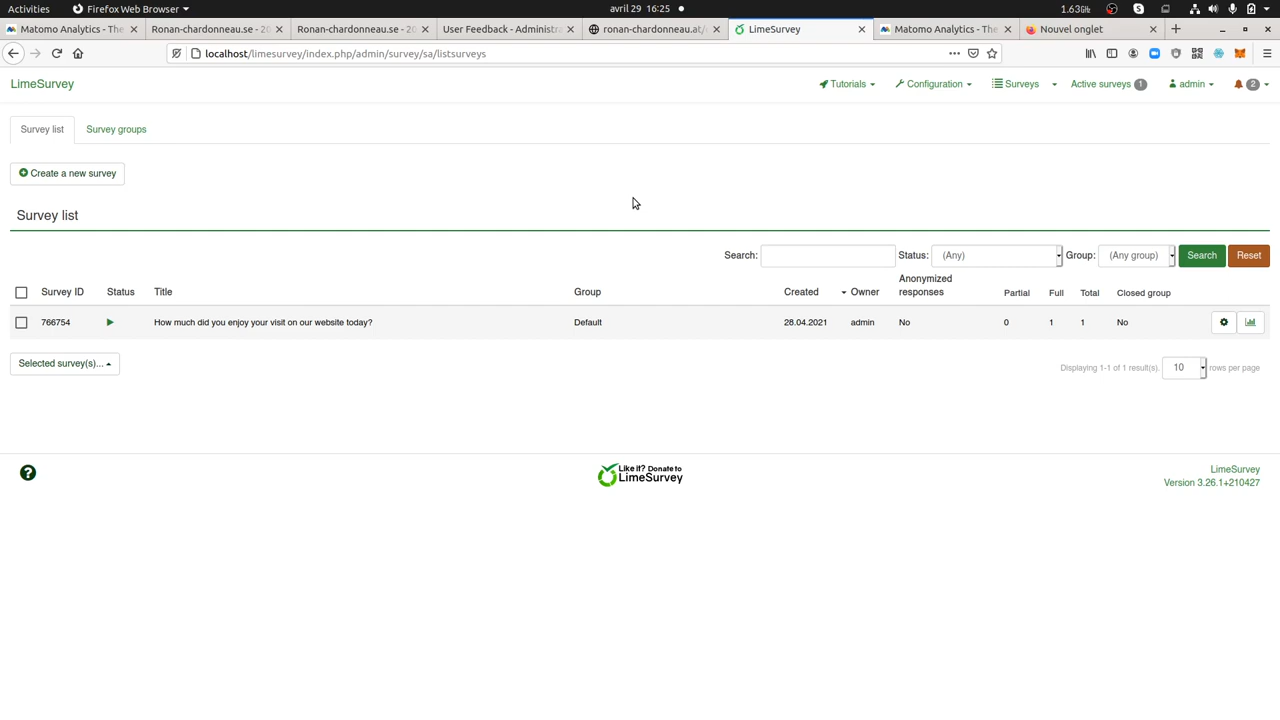 Activities Firefox Web Browser avril 29 16:25 1.63GiB
Matomo Analytics - The Ronan-chardonneau.se - 20 Ronan-chardonneau.se - 20 User Feedback - Administra ronan-chardonneau.at/ LimeSurvey Matomo Analytics - The Nouvel onglet
localhost/limesurvey/index.php/admin/survey/sa/listsurveys
LimeSurvey Tutorials Configuration Surveys Active surveys 1 admin 2
Survey list Survey groups
Create a new survey
Survey list
Search: Status: (Any) Group: (Any group) Search Reset
Survey ID Status Title Group Created Owner Anonymized responses Partial Full Total Closed group
766754 How much did you enjoy your visit on our website today? Default 28.04.2021 admin No 0 1 1 No
Selected survey(s)...
Displaying 1-1 of 1 result(s). 10 rows per page
Like it? Donate to
LimeSurvey
LimeSurvey
Version 3.26.1+210427